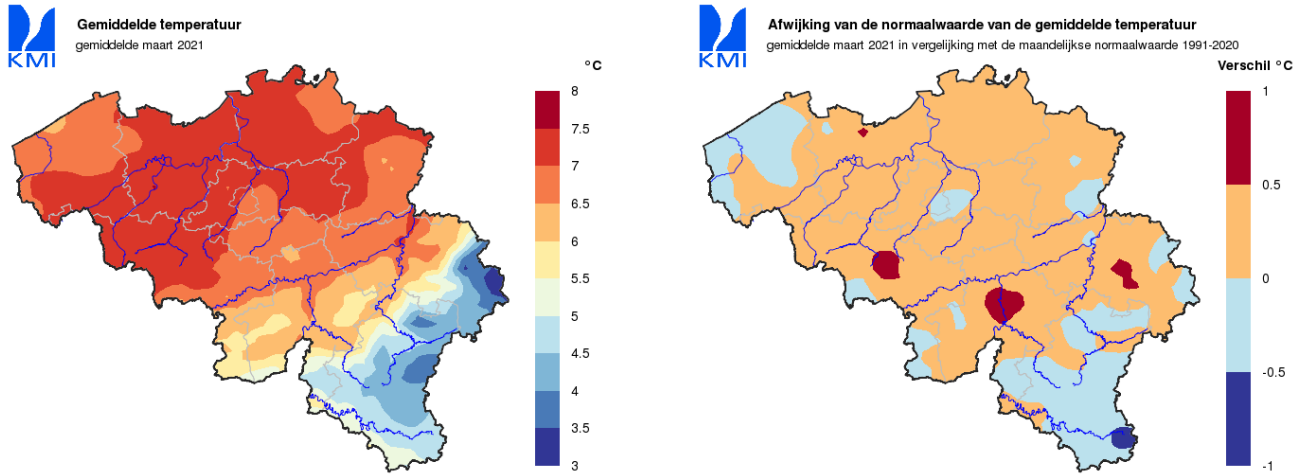 KMI
Gemiddelde temperatuur
gemiddelde maart 2021
°C
8
7.5
7
6.5
6
5.5
5
4.5
4
3.5
3
KMI
Afwijking van de normaalwaarde van de gemiddelde temperatuur
gemiddelde maart 2021 in vergelijking met de maandelijkse normaalwaarde 1991-2020
Verschil °C
1
0.5
0
-0.5
-1